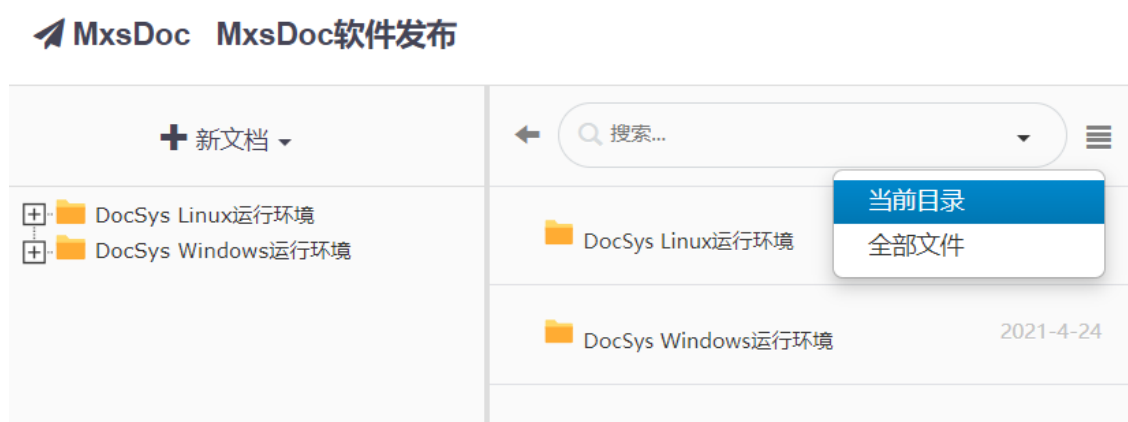 MxsDoc MxsDoc软件发布
新文档
搜索...
DocSys Linux运行环境
DocSys Windows运行环境
当前目录
全部文件
DocSys Linux运行环境
DocSys Windows运行环境
2021-4-24